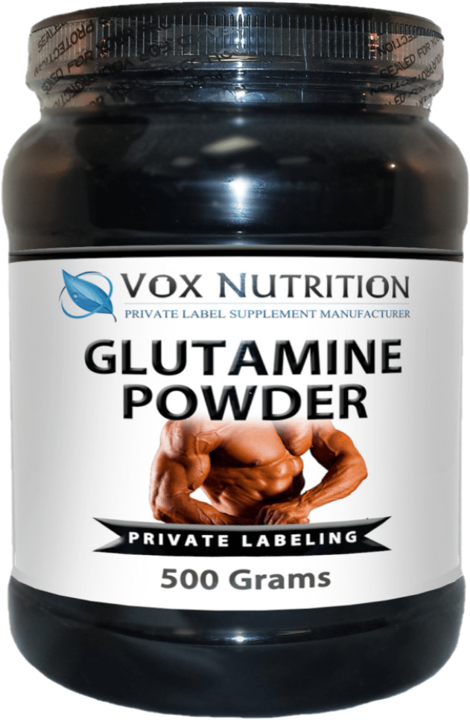 VOX NUTRITION
PRIVATE LABEL SUPPLEMENT MANUFACTURER
GLUTAMINE
POWDER
PRIVATE LABELING
500 Grams